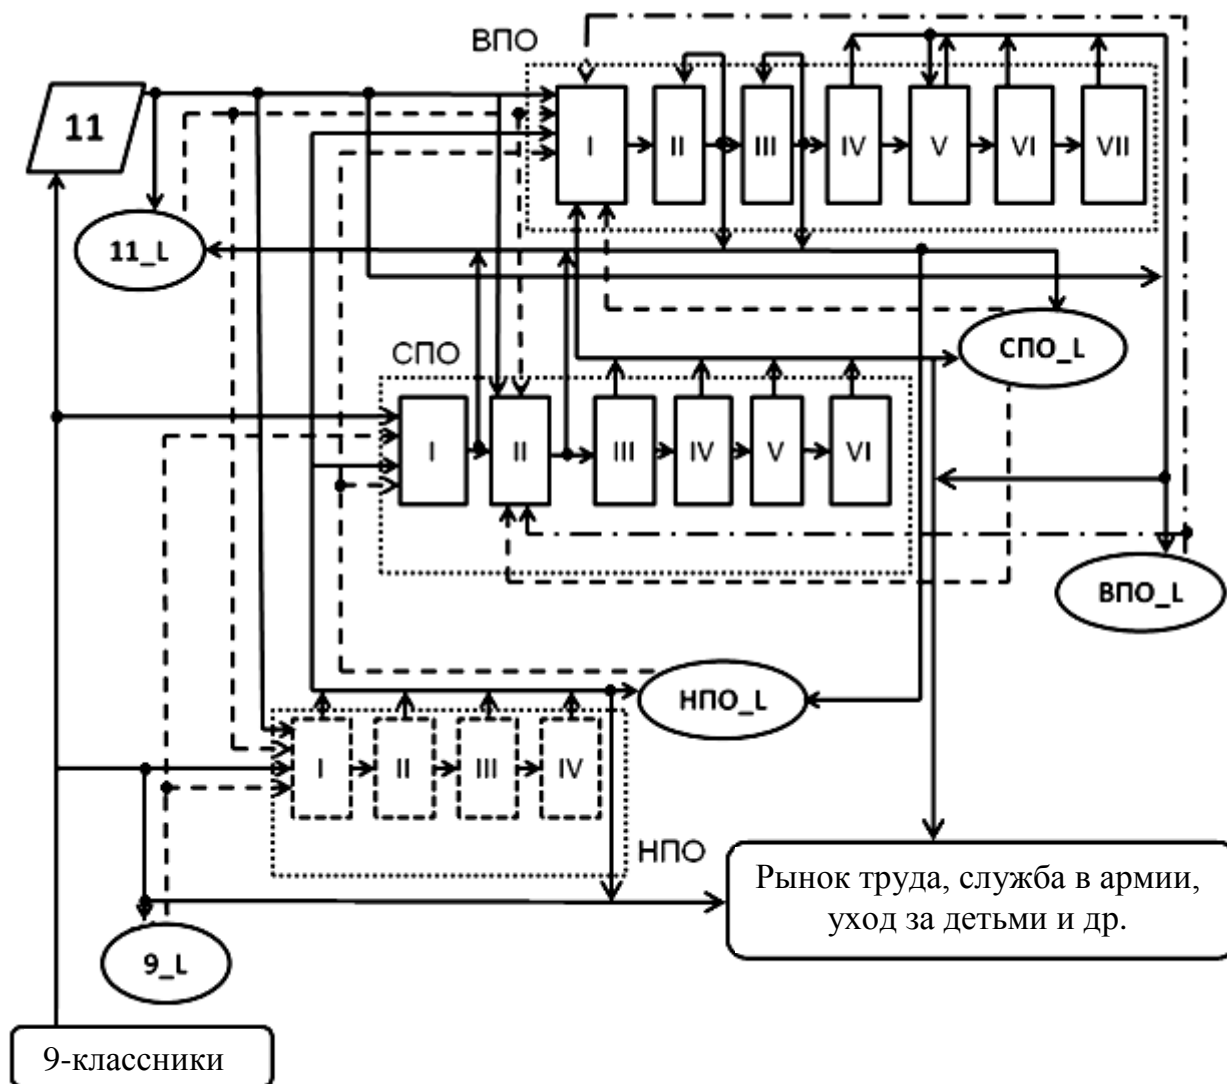 ВПО
11
I II III IV V VI VII
11_L
СПО
СПО_L
I II III IV V VI
ВПО_L
НПО_L
I II III IV
НПО
Рынок труда, служба в армии,
уход за детьми и др.
9_L
9-классники